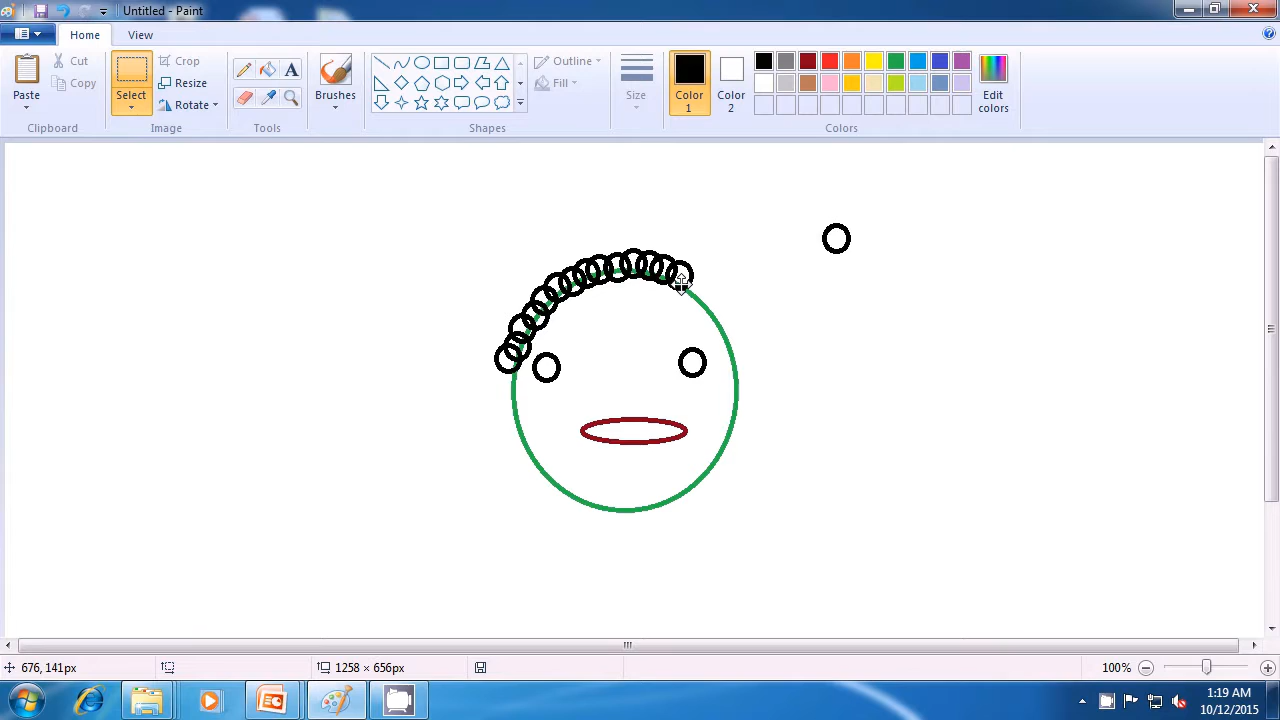 Untitled - Paint
Home View
Paste
Select
Cut
Copy
Crop
Resize
Rotate
A
Brushes
Outline
Fill
Size
Color 1
Color 2
Edit colors
Clipboard Image Tools Shapes Colors
676, 141px
1258 × 656px
100%
1:19 AM
10/12/2015